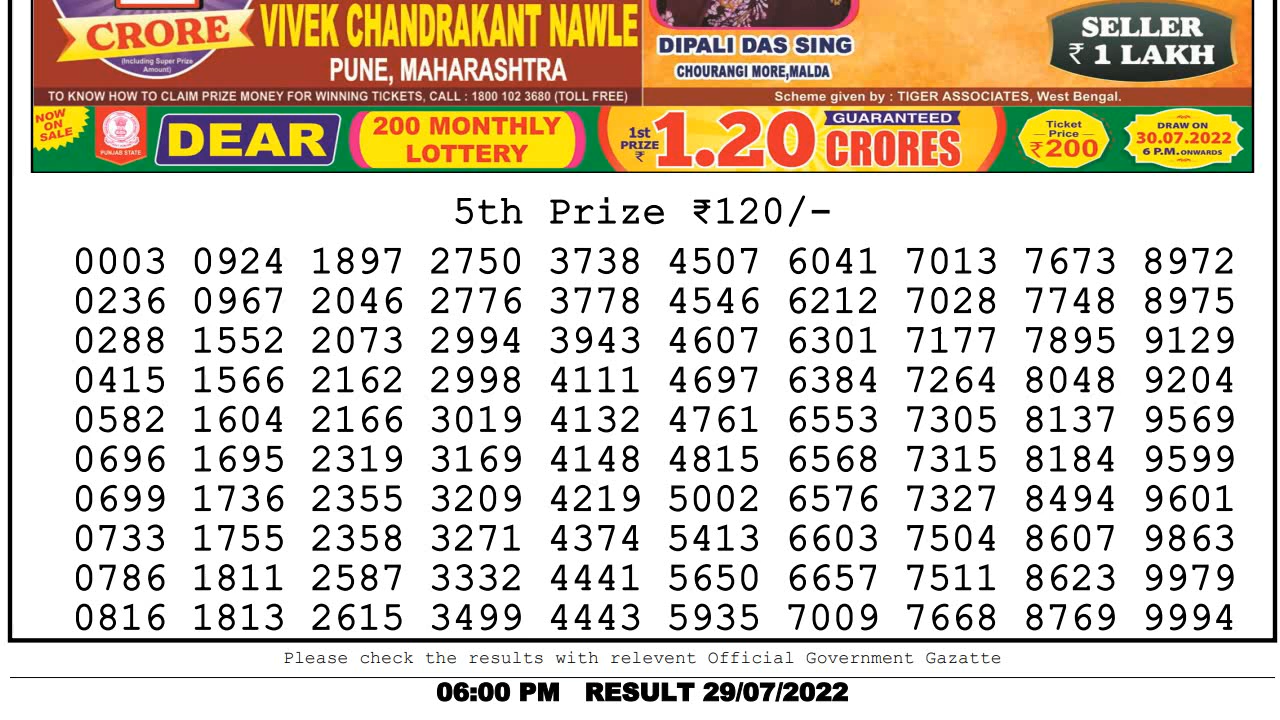 CRORE
(Including Super Prize
Amount)
VIVEK CHANDRAKANT NAWLE
PUNE, MAHARASHTRA
TO KNOW HOW TO CLAIM PRIZE MONEY FOR WINNING TICKETS, CALL : 1800 102 3680 (TOLL FREE)
DIPALI DAS SING
CHOURANGI MORE,MALDA
SELLER
₹ 1 LAKH
Scheme given by : TIGER ASSOCIATES, West Bengal.
NOW
ON
SALE
PUNJAB STATE
DEAR
200 MONTHLY
LOTTERY
1st
PRIZE
₹
1.20
GUARANTEED
CRORES
Ticket
Price
₹200
DRAW ON
30.07.2022
6 P.M. ONWARDS
5th Prize ₹120/-
0003 0924 1897 2750 3738 4507 6041 7013 7673 8972
0236 0967 2046 2776 3778 4546 6212 7028 7748 8975
0288 1552 2073 2994 3943 4607 6301 7177 7895 9129
0415 1566 2162 2998 4111 4697 6384 7264 8048 9204
0582 1604 2166 3019 4132 4761 6553 7305 8137 9569
0696 1695 2319 3169 4148 4815 6568 7315 8184 9599
0699 1736 2355 3209 4219 5002 6576 7327 8494 9601
0733 1755 2358 3271 4374 5413 6603 7504 8607 9863
0786 1811 2587 3332 4441 5650 6657 7511 8623 9979
0816 1813 2615 3499 4443 5935 7009 7668 8769 9994
Please check the results with relevent Official Government Gazatte
06:00 PM RESULT 29/07/2022